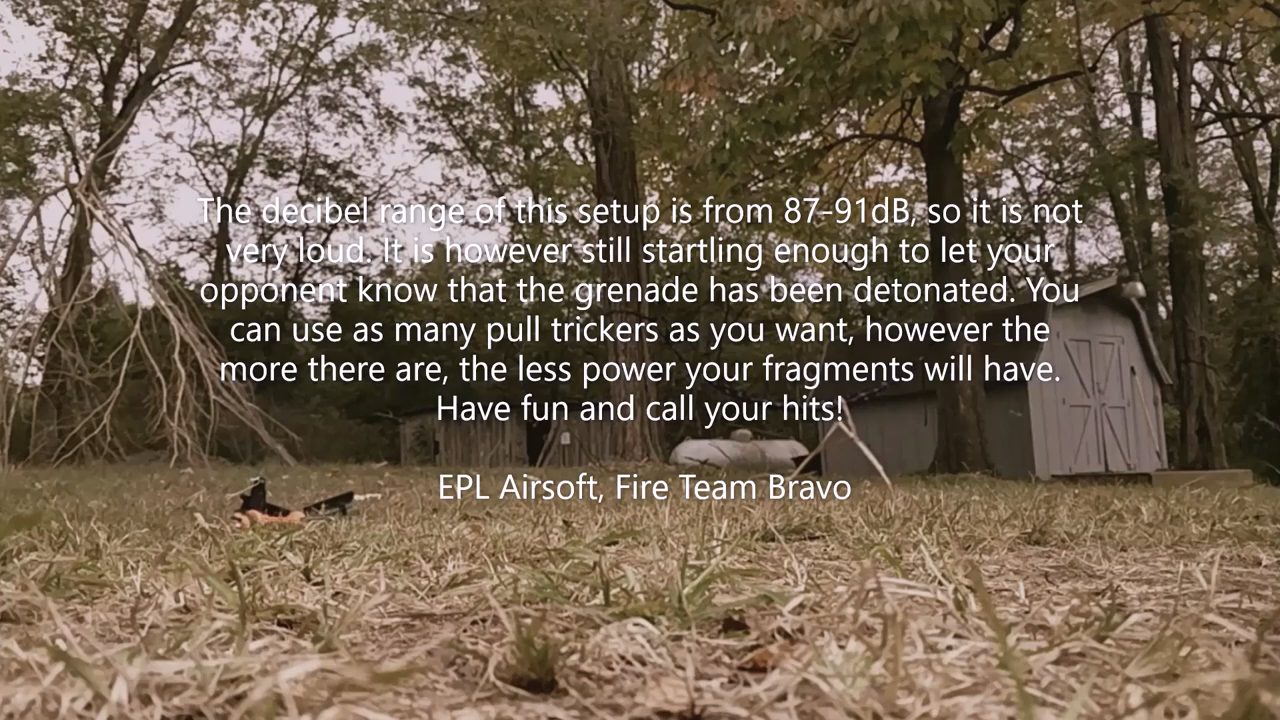 The decibel range of this setup is from 87-91dB, so it is not
very loud. It is however still startling enough to let your
opponent know that the grenade has been detonated. You
can use as many pull trickers as you want, however the
more there are, the less power your fragments will have.
Have fun and call your hits!
EPL Airsoft, Fire Team Bravo